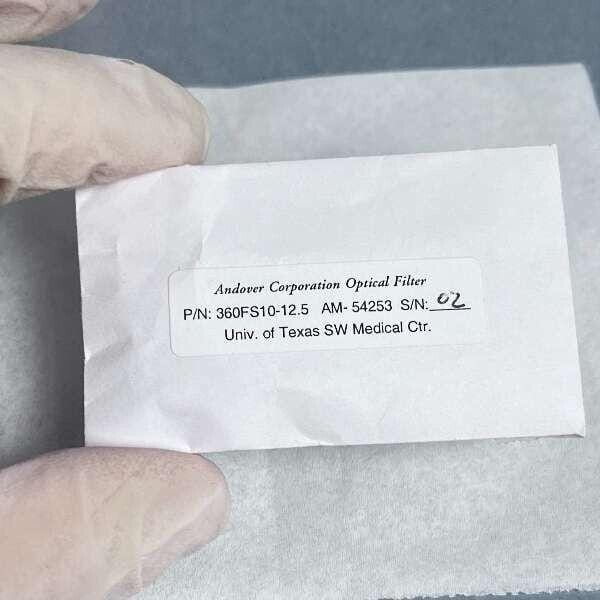 Andover Corporation Optical Filter
P/N: 360FS10-12.5 AM- 54253 S/N: 02
Univ. of Texas SW Medical Ctr.